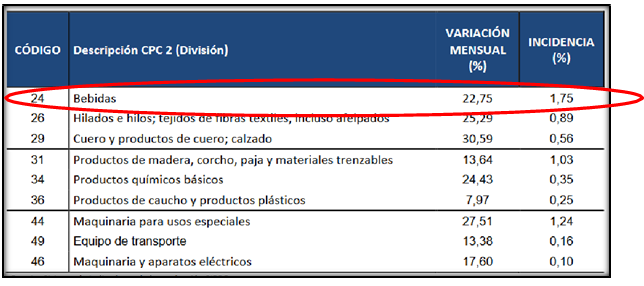 CÓDIGO Descripción CPC 2 (División) VARIACIÓN MENSUAL (%) INCIDENCIA (%)
24 Bebidas 22,75 1,75
26 Hilados e hilos; tejidos de fibras textiles, incluso afelpados 25,29 0,89
29 Cuero y productos de cuero; calzado 30,59 0,56
31 Productos de madera, corcho, paja y materiales trenzables 13,64 1,03
34 Productos químicos básicos 24,43 0,35
36 Productos de caucho y productos plásticos 7,97 0,25
44 Maquinaria para usos especiales 27,51 1,24
49 Equipo de transporte 13,38 0,16
46 Maquinaria y aparatos eléctricos 17,60 0,10